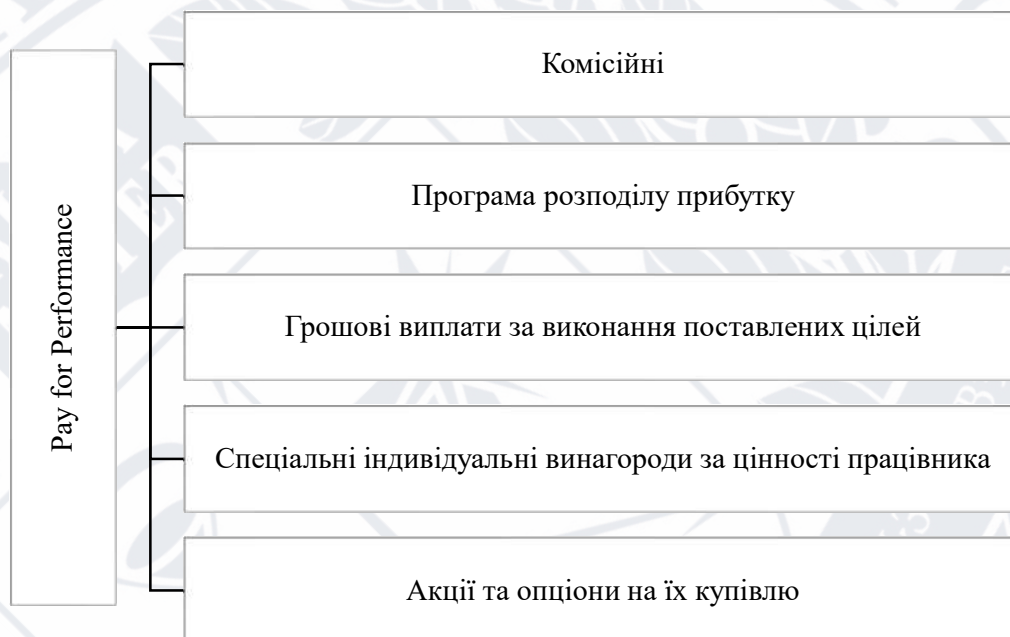 Pay for Performance
Комісійні
Програма розподілу прибутку
Грошові виплати за виконання поставлених цілей
Спеціальні індивідуальні винагороди за цінності працівника
Акції та опціони на їх купівлю